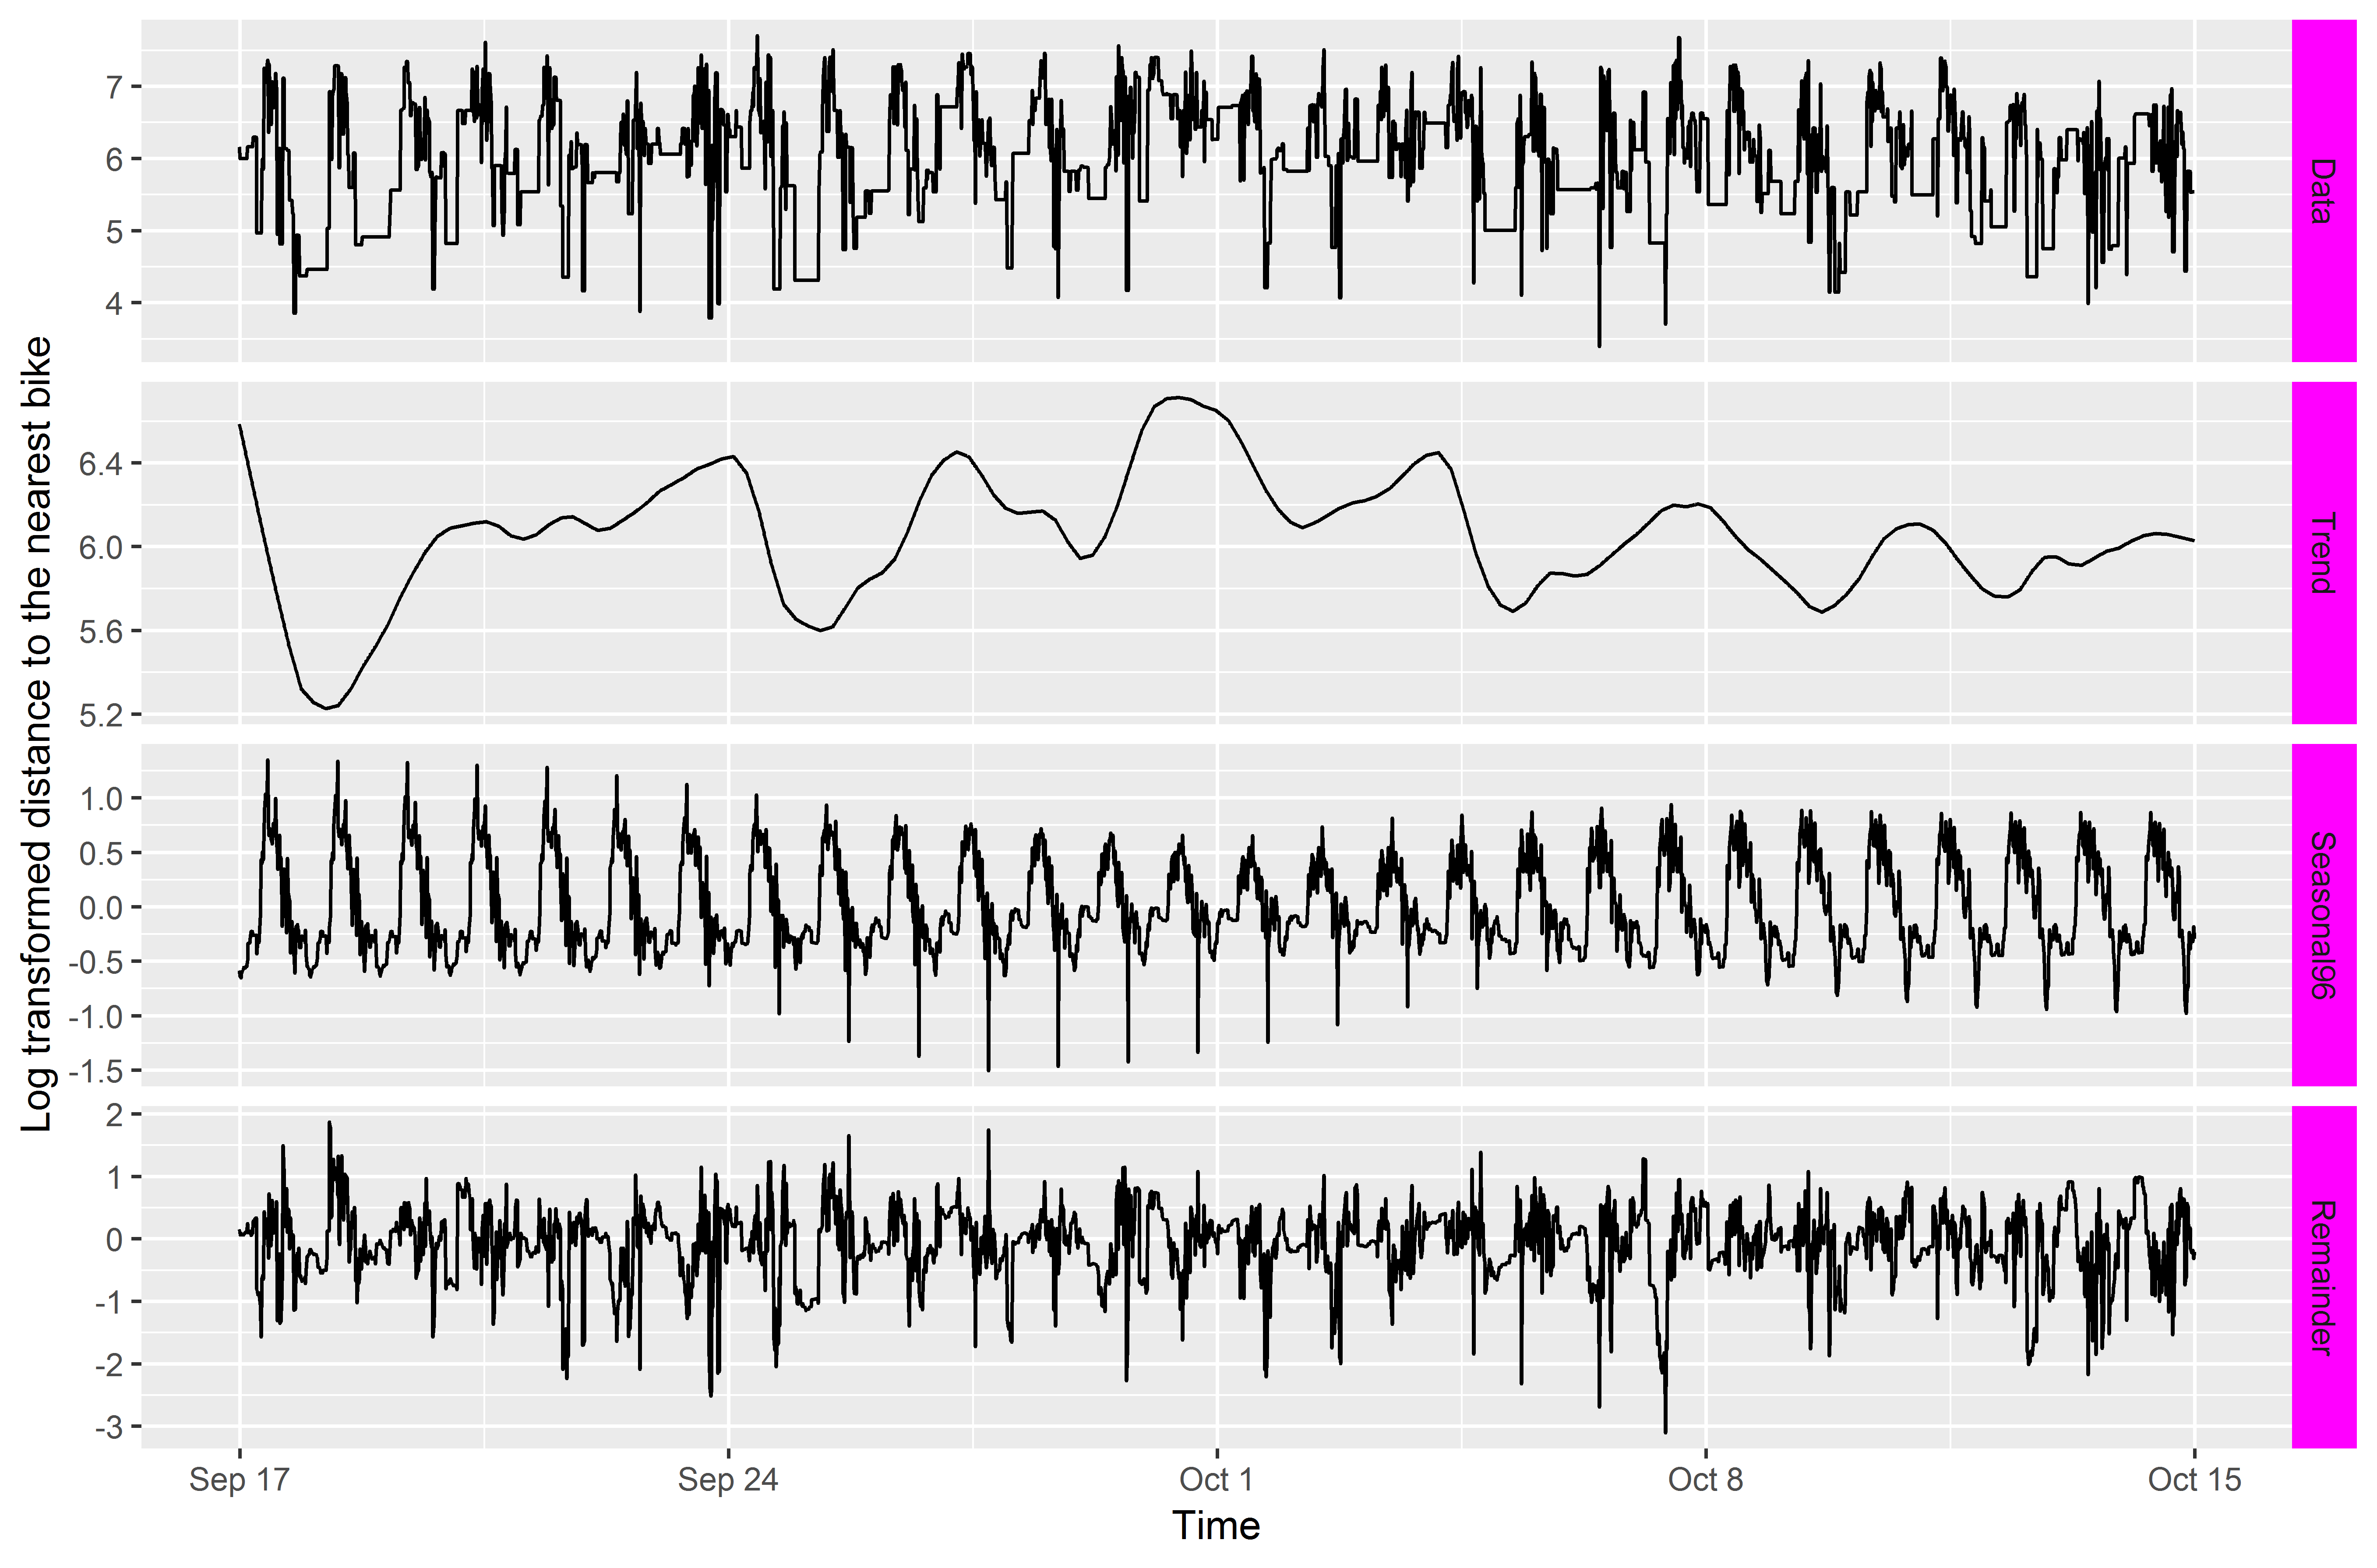 Log transformed distance to the nearest bike
7
6
5
4
Data
6.4
6.0
5.6
5.2
Trend
1.0
0.5
0.0
-0.5
-1.0
-1.5
Seasonal96
2
1
0
-1
-2
-3
Remainder
Sep 17
Sep 24
Oct 1
Oct 8
Oct 15
Time